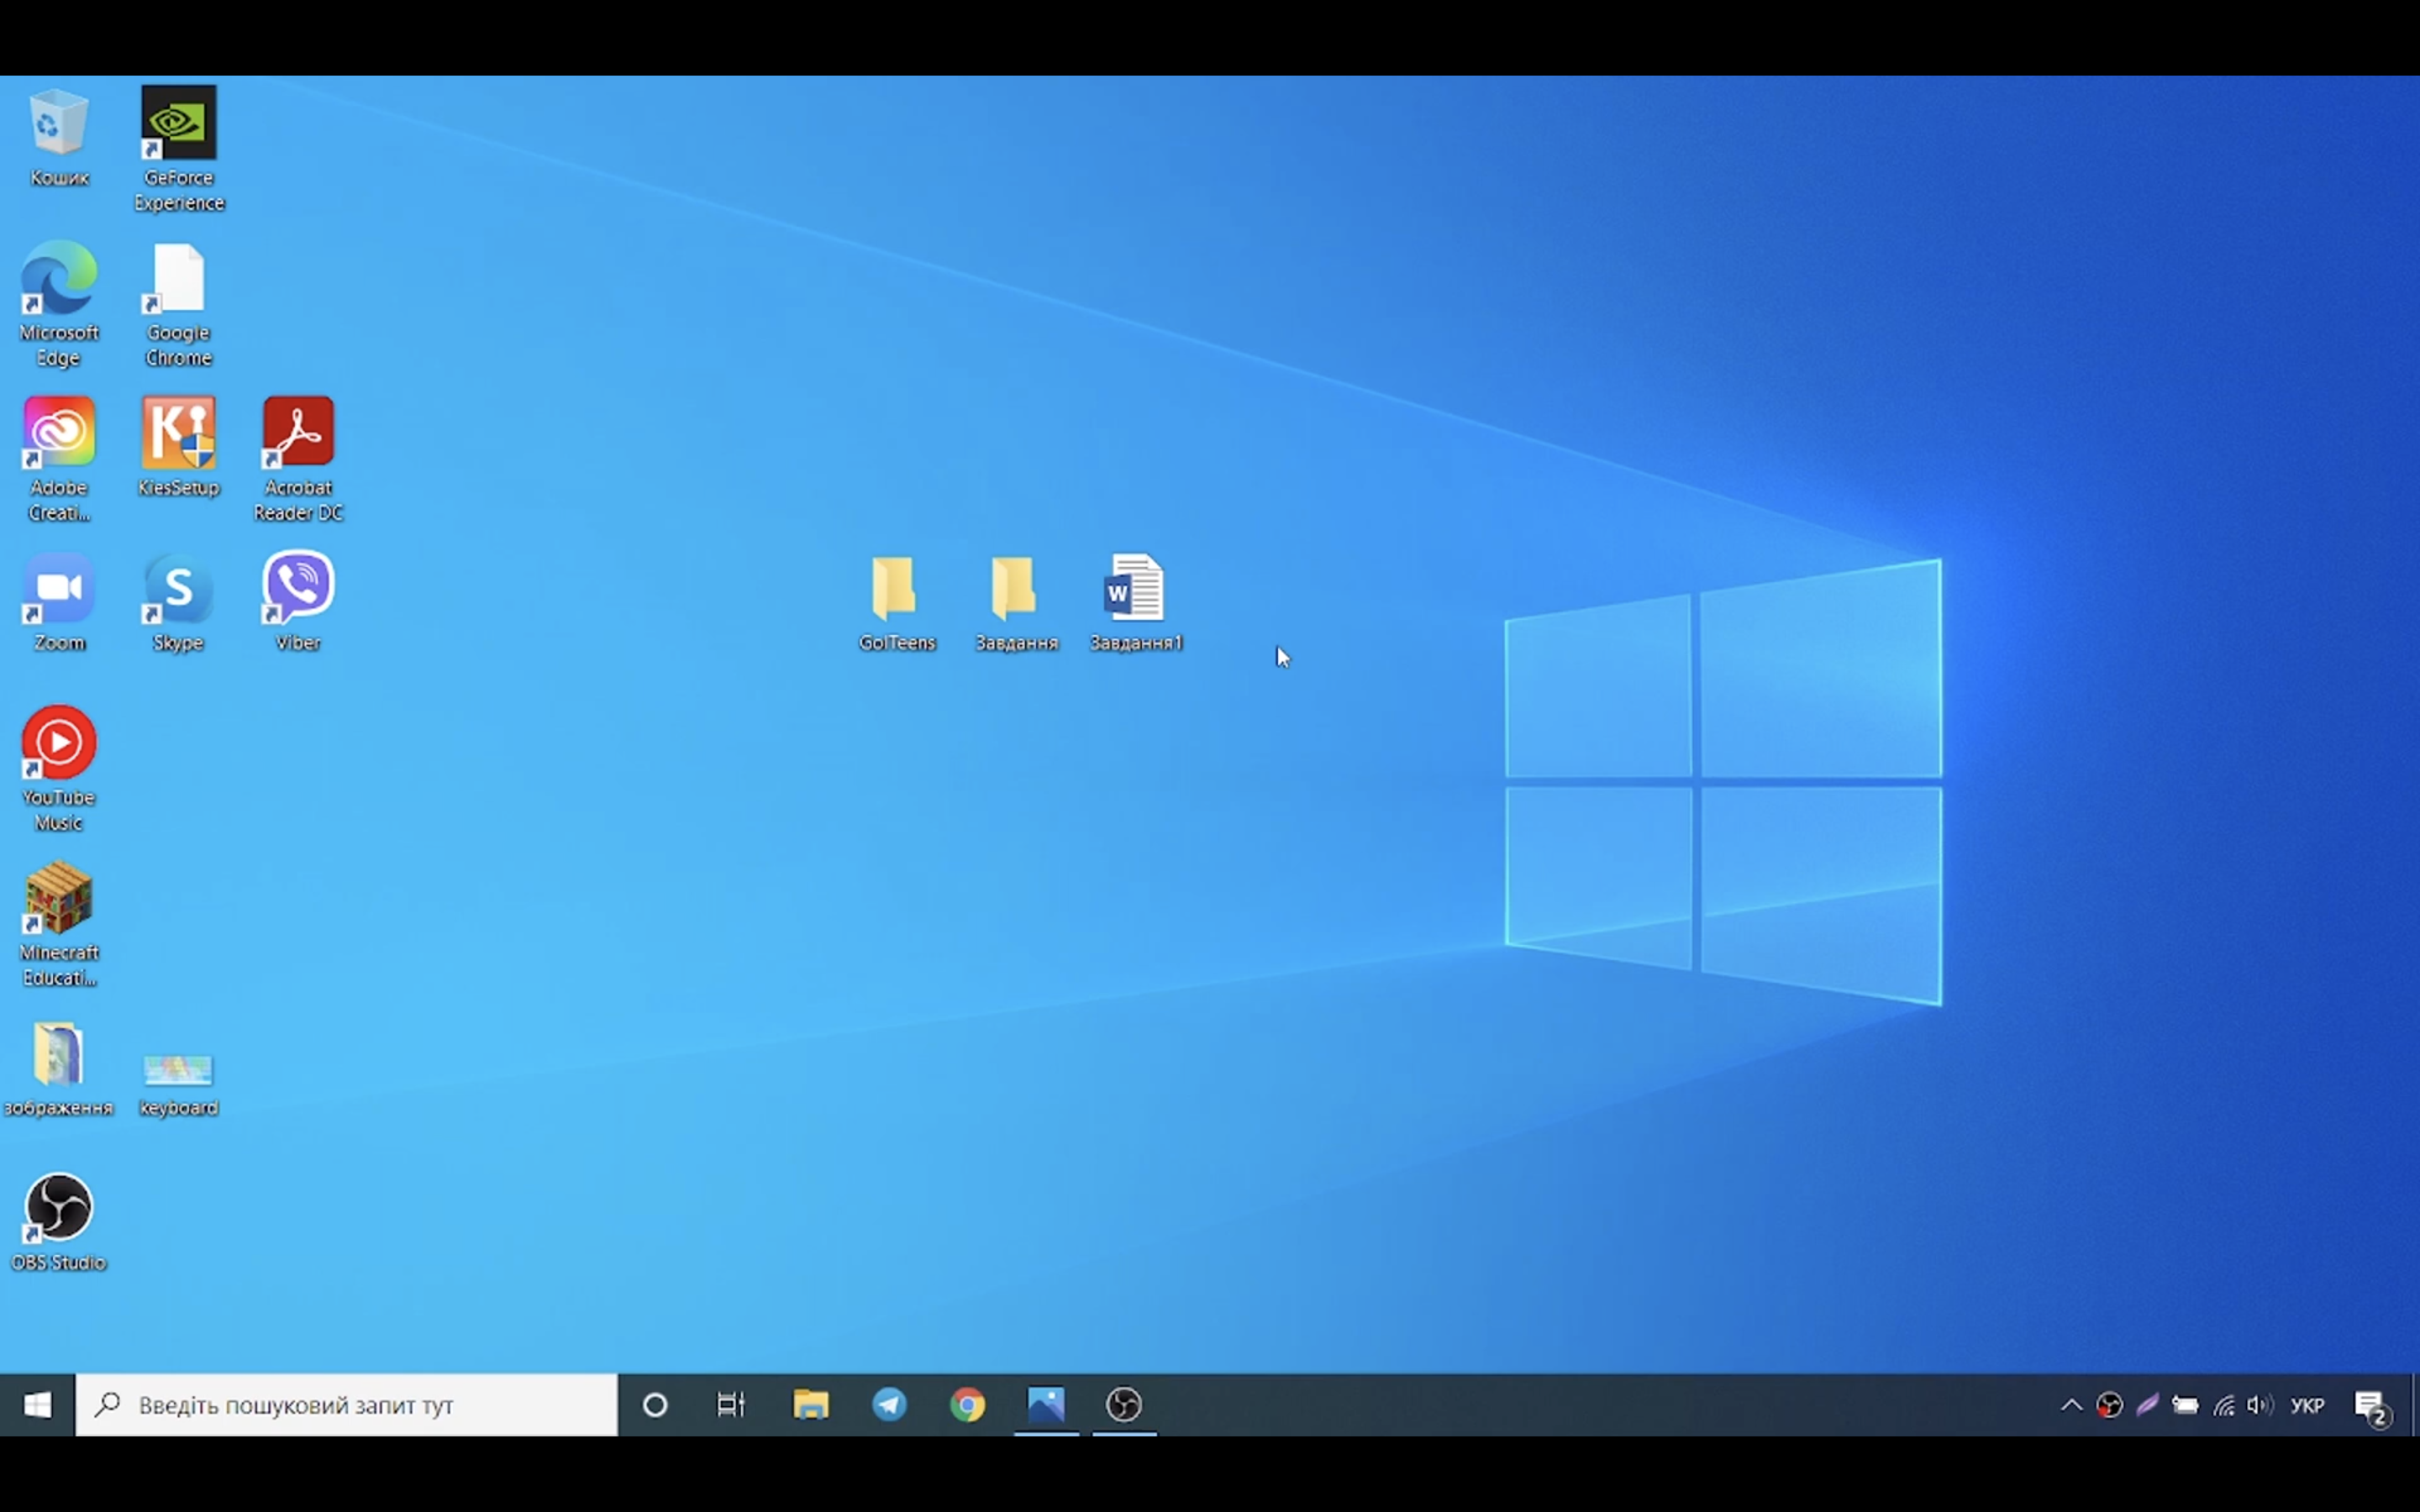 Кошик
GeForce
Experience
Microsoft
Edge
Google
Chrome
Adobe
Creati...
KiesSetup
Acrobat
Reader DC
Zoom
Skype
Viber
GoITeens
Завдання
Завдання1
YouTube
Music
Minecraft
Educati...
зображення
keyboard
OBS Studio
Введіть пошуковий запит тут
УКР
2